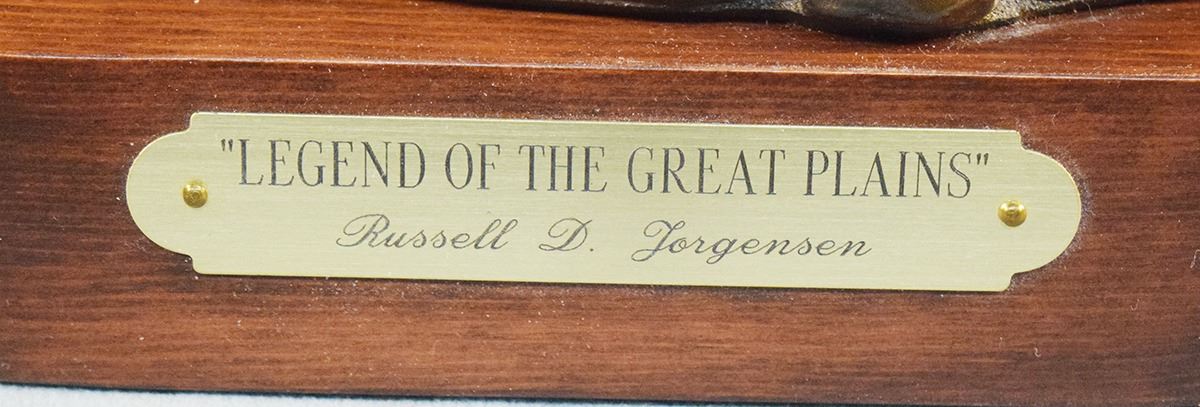 "LEGEND OF THE GREAT PLAINS"
Russell D. Jorgensen